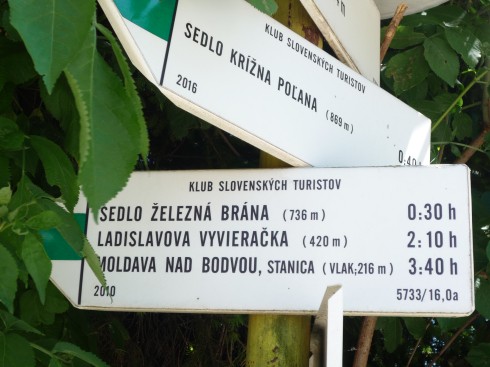 KLUB SLOVENSKÝCH TURISTOV
SEDLO KRÍŽNA POĽANA (889 m)
2016
KLUB SLOVENSKÝCH TURISTOV
SEDLO ŽELEZNÁ BRÁNA (736 m) 0:30 h
LADISLAVOVA VYVIERAČKA (420 m) 2:10 h
MOLDAVA NAD BODVOU, STANICA (VLAK;216 m) 3:40 h
2010 5733/16,0a